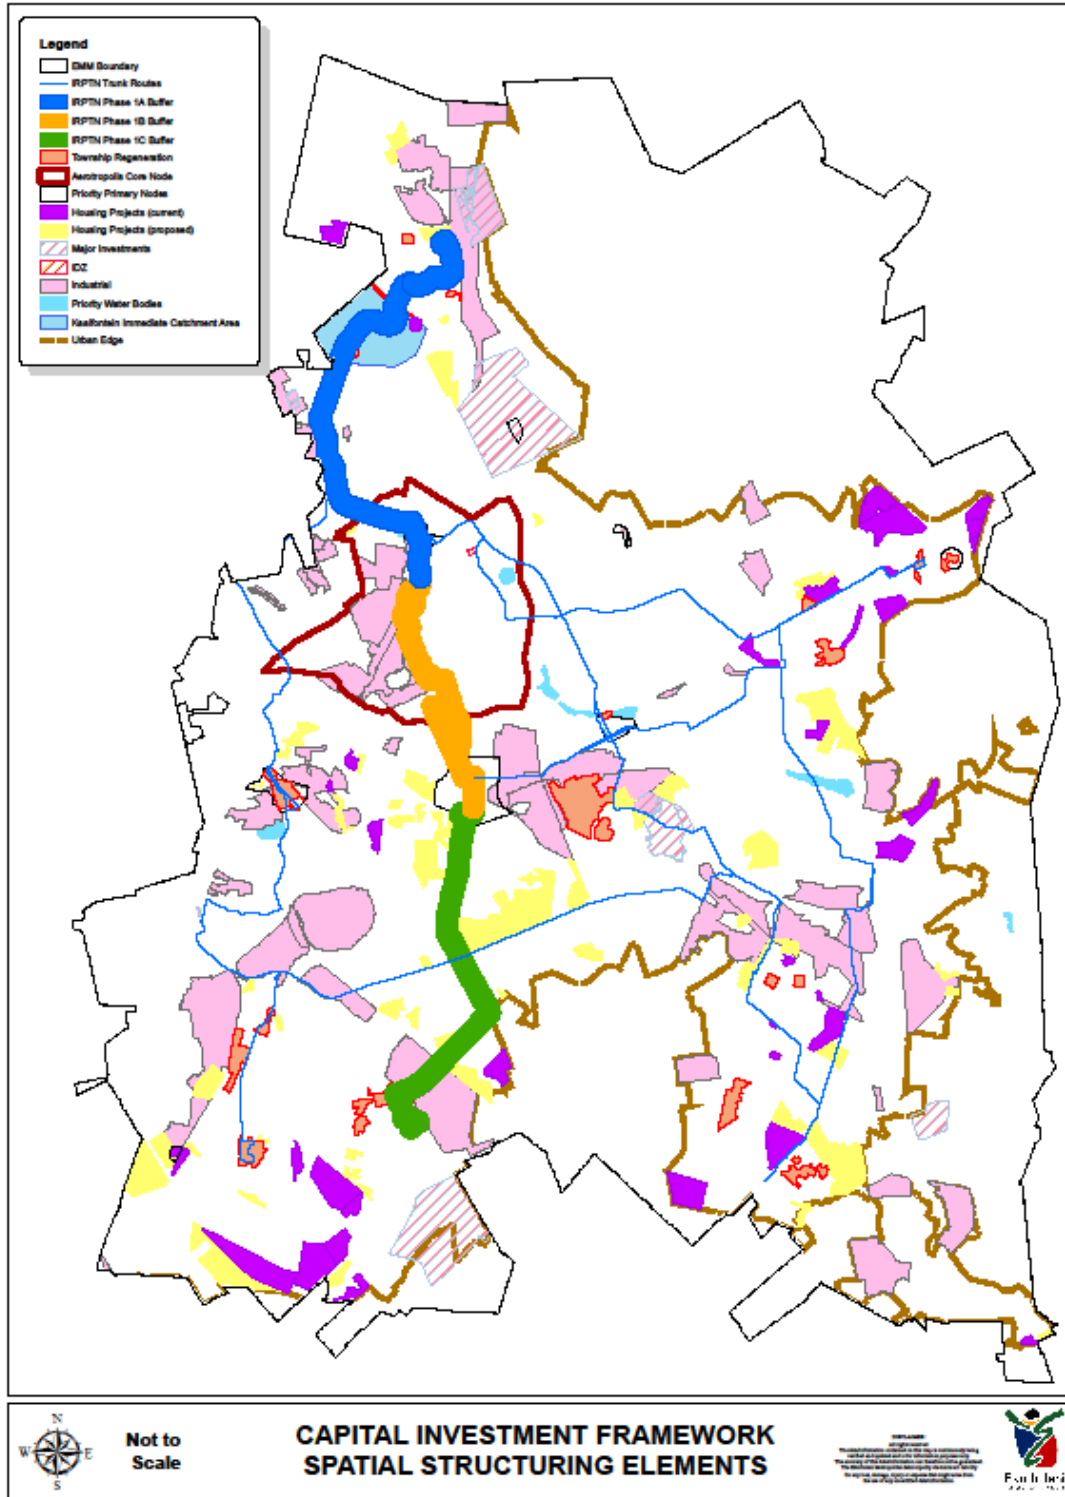 Legend
EMM Boundary
IRPTN Trunk Routes
IRPTN Phase 1A Buffer
IRPTN Phase 1B Buffer
IRPTN Phase 1C Buffer
Township Regeneration
Aerotropolis Core Node
Priority Primary Nodes
Housing Projects (current)
Housing Projects (proposed)
Major Investments
IDZ
Industrial
Priority Water Bodies
Kaalfontein Immediate Catchment Area
Urban Edge
N
W
E
S
Not to
Scale
CAPITAL INVESTMENT FRAMEWORK
SPATIAL STRUCTURING ELEMENTS